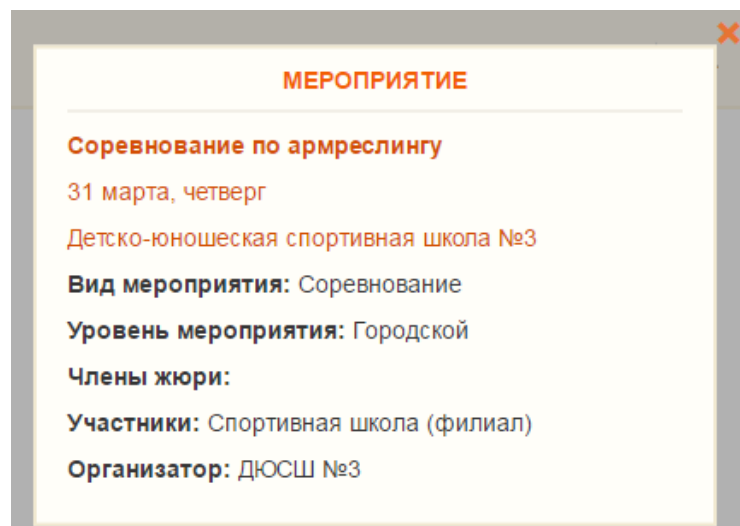 МЕРОПРИЯТИЕ
Соревнование по армреслингу
31 марта, четверг
Детско-юношеская спортивная школа №3
Вид мероприятия: Соревнование
Уровень мероприятия: Городской
Члены жюри:
Участники: Спортивная школа (филиал)
Организатор: ДЮСШ №3